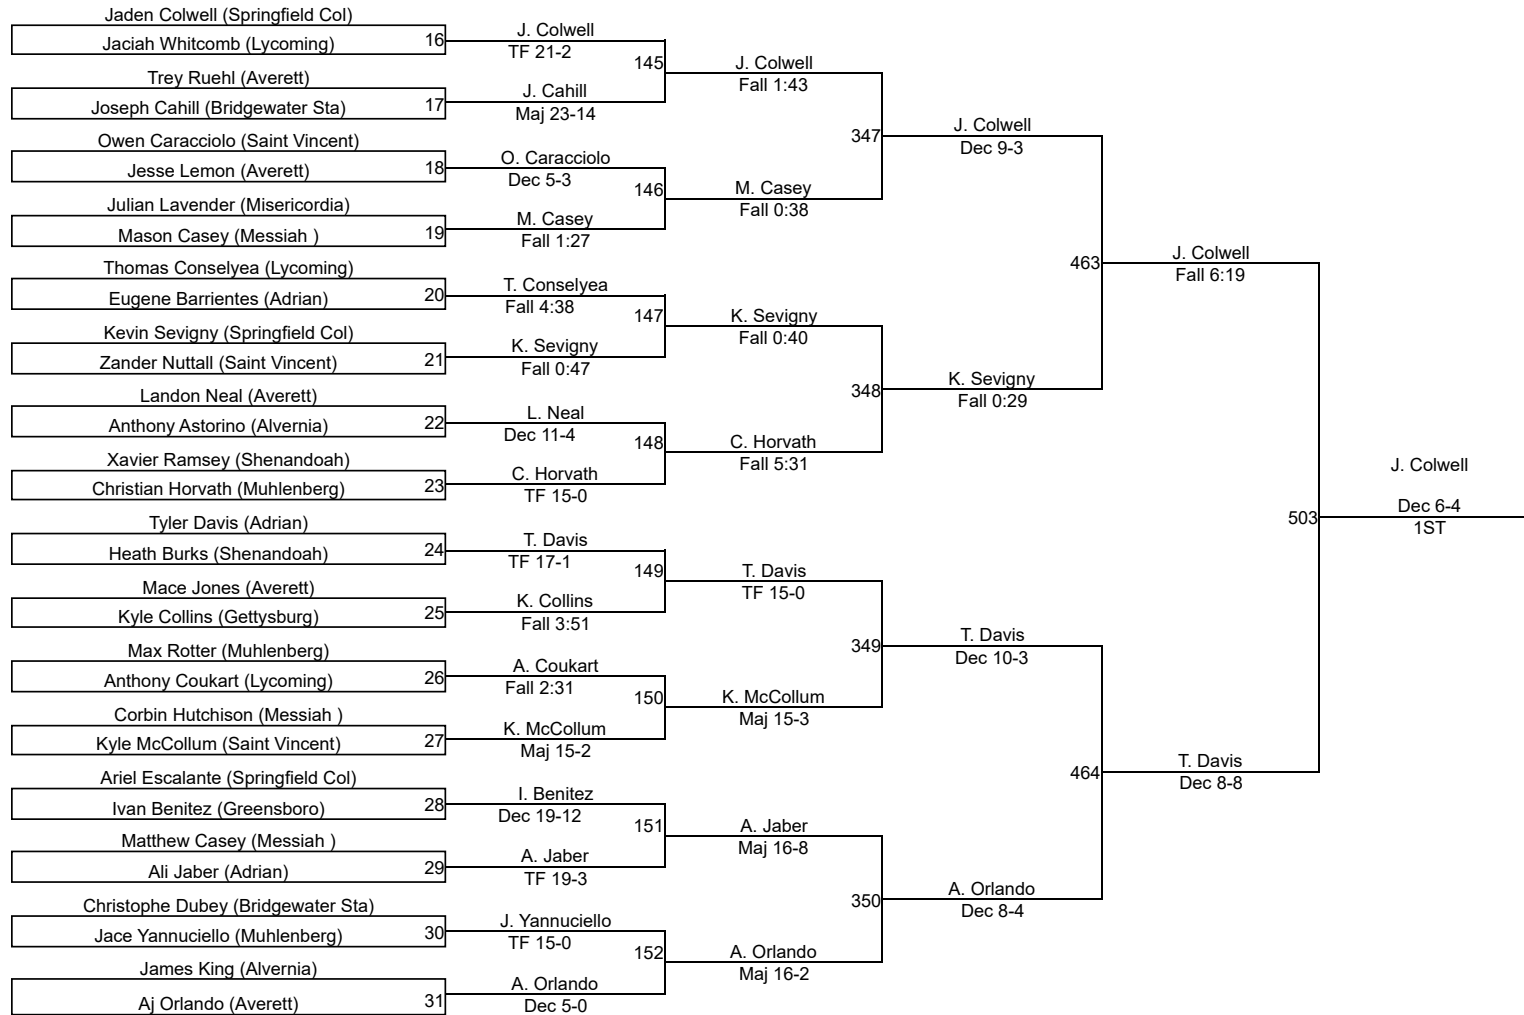 Jaden Colwell (Springfield Col)
Jaciah Whitcomb (Lycoming)
16
Trey Ruehl (Averett)
Joseph Cahill (Bridgewater Sta)
17
Owen Caracciolo (Saint Vincent)
Jesse Lemon (Averett)
18
Julian Lavender (Misericordia)
Mason Casey (Messiah )
19
Thomas Conselyea (Lycoming)
Eugene Barrientes (Adrian)
20
Kevin Sevigny (Springfield Col)
Zander Nuttall (Saint Vincent)
21
Landon Neal (Averett)
Anthony Astorino (Alvernia)
22
Xavier Ramsey (Shenandoah)
Christian Horvath (Muhlenberg)
23
Tyler Davis (Adrian)
Heath Burks (Shenandoah)
24
Mace Jones (Averett)
Kyle Collins (Gettysburg)
25
Max Rotter (Muhlenberg)
Anthony Coukart (Lycoming)
26
Corbin Hutchison (Messiah )
Kyle McCollum (Saint Vincent)
27
Ariel Escalante (Springfield Col)
Ivan Benitez (Greensboro)
28
Matthew Casey (Messiah )
Ali Jaber (Adrian)
29
Christophe Dubey (Bridgewater Sta)
Jace Yannuciello (Muhlenberg)
30
James King (Alvernia)
Aj Orlando (Averett)
31
J. Colwell
TF 21-2
145
J. Cahill
Maj 23-14
O. Caracciolo
Dec 5-3
146
M. Casey
Fall 1:27
T. Conselyea
Fall 4:38
147
K. Sevigny
Fall 0:47
L. Neal
Dec 11-4
148
C. Horvath
TF 15-0
T. Davis
TF 17-1
149
K. Collins
Fall 3:51
A. Coukart
Fall 2:31
150
K. McCollum
Maj 15-2
I. Benitez
Dec 19-12
151
A. Jaber
TF 19-3
J. Yannuciello
TF 15-0
152
A. Orlando
Dec 5-0
J. Colwell
Fall 1:43
347
M. Casey
Fall 0:38
K. Sevigny
Fall 0:40
348
C. Horvath
Fall 5:31
T. Davis
TF 15-0
349
K. McCollum
Maj 15-3
A. Jaber
Maj 16-8
350
A. Orlando
Maj 16-2
J. Colwell
Dec 9-3
463
K. Sevigny
Fall 0:29
T. Davis
Dec 10-3
464
A. Orlando
Dec 8-4
J. Colwell
Fall 6:19
503
T. Davis
Dec 8-8
J. Colwell
Dec 6-4
1ST